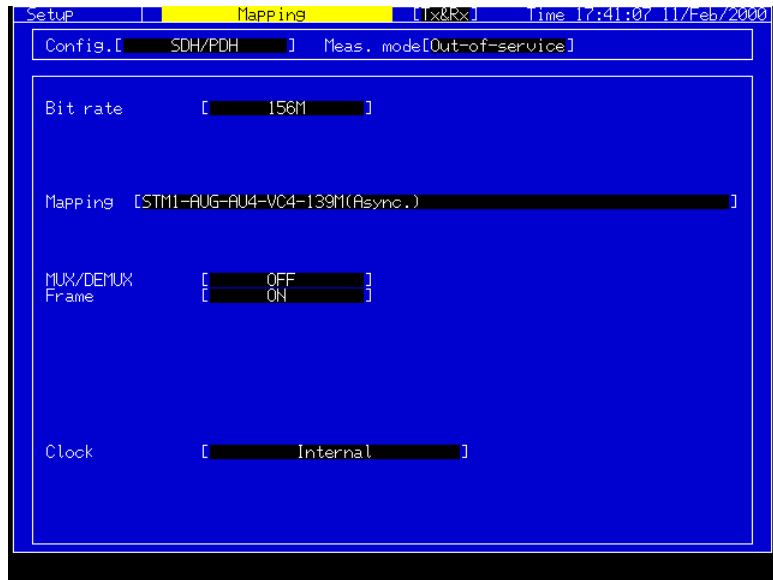 Setup | Mapping [Tx&Rx] Time 17:41:07 11/Feb/2000
Config.[ SDH/PDH ] Meas. mode[Out-of-service]
Bit rate [ 156M ]
Mapping [STM1-AUG-AU4-VC4-139M(Async.) ]
MUX/DEMUX [ OFF ]
Frame [ ON ]
Clock [ Internal ]